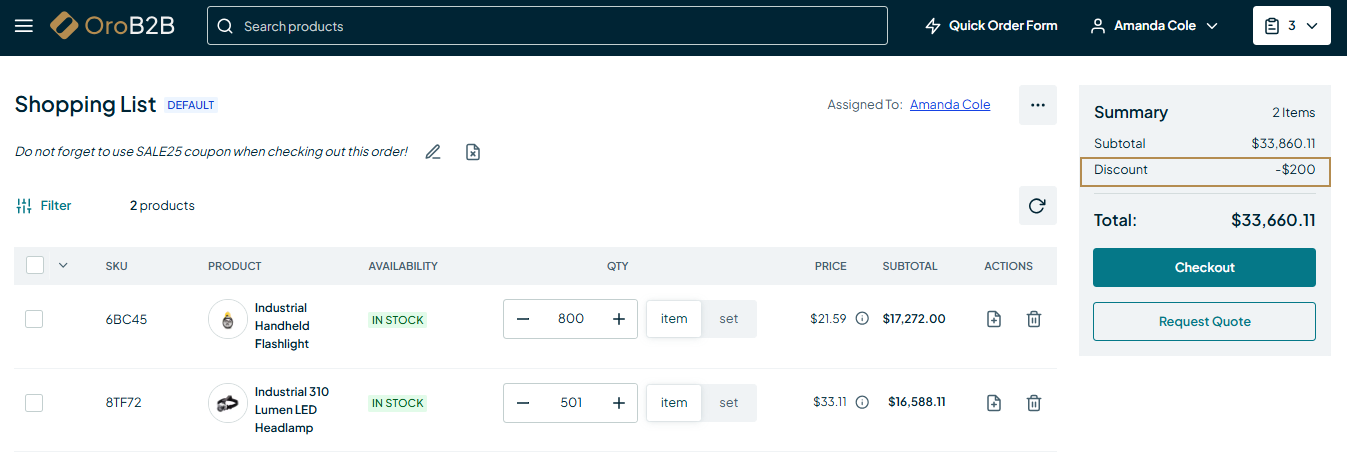 OroB2B
Search products
Quick Order Form
Amanda Cole
3
Shopping List DEFAULT
Assigned To: Amanda Cole
Do not forget to use SALE25 coupon when checking out this order!
Filter
2 products
SKU PRODUCT AVAILABILITY QTY PRICE SUBTOTAL ACTIONS
6BC45
Industrial
Handheld
Flashlight
IN STOCK
800
item set
$21.59 $17,272.00
8TF72
Industrial 310
Lumen LED
Headlamp
IN STOCK
501
item set
$33.11 $16,588.11
Summary 2 Items
Subtotal $33,860.11
Discount -$200
Total: $33,660.11
Checkout
Request Quote